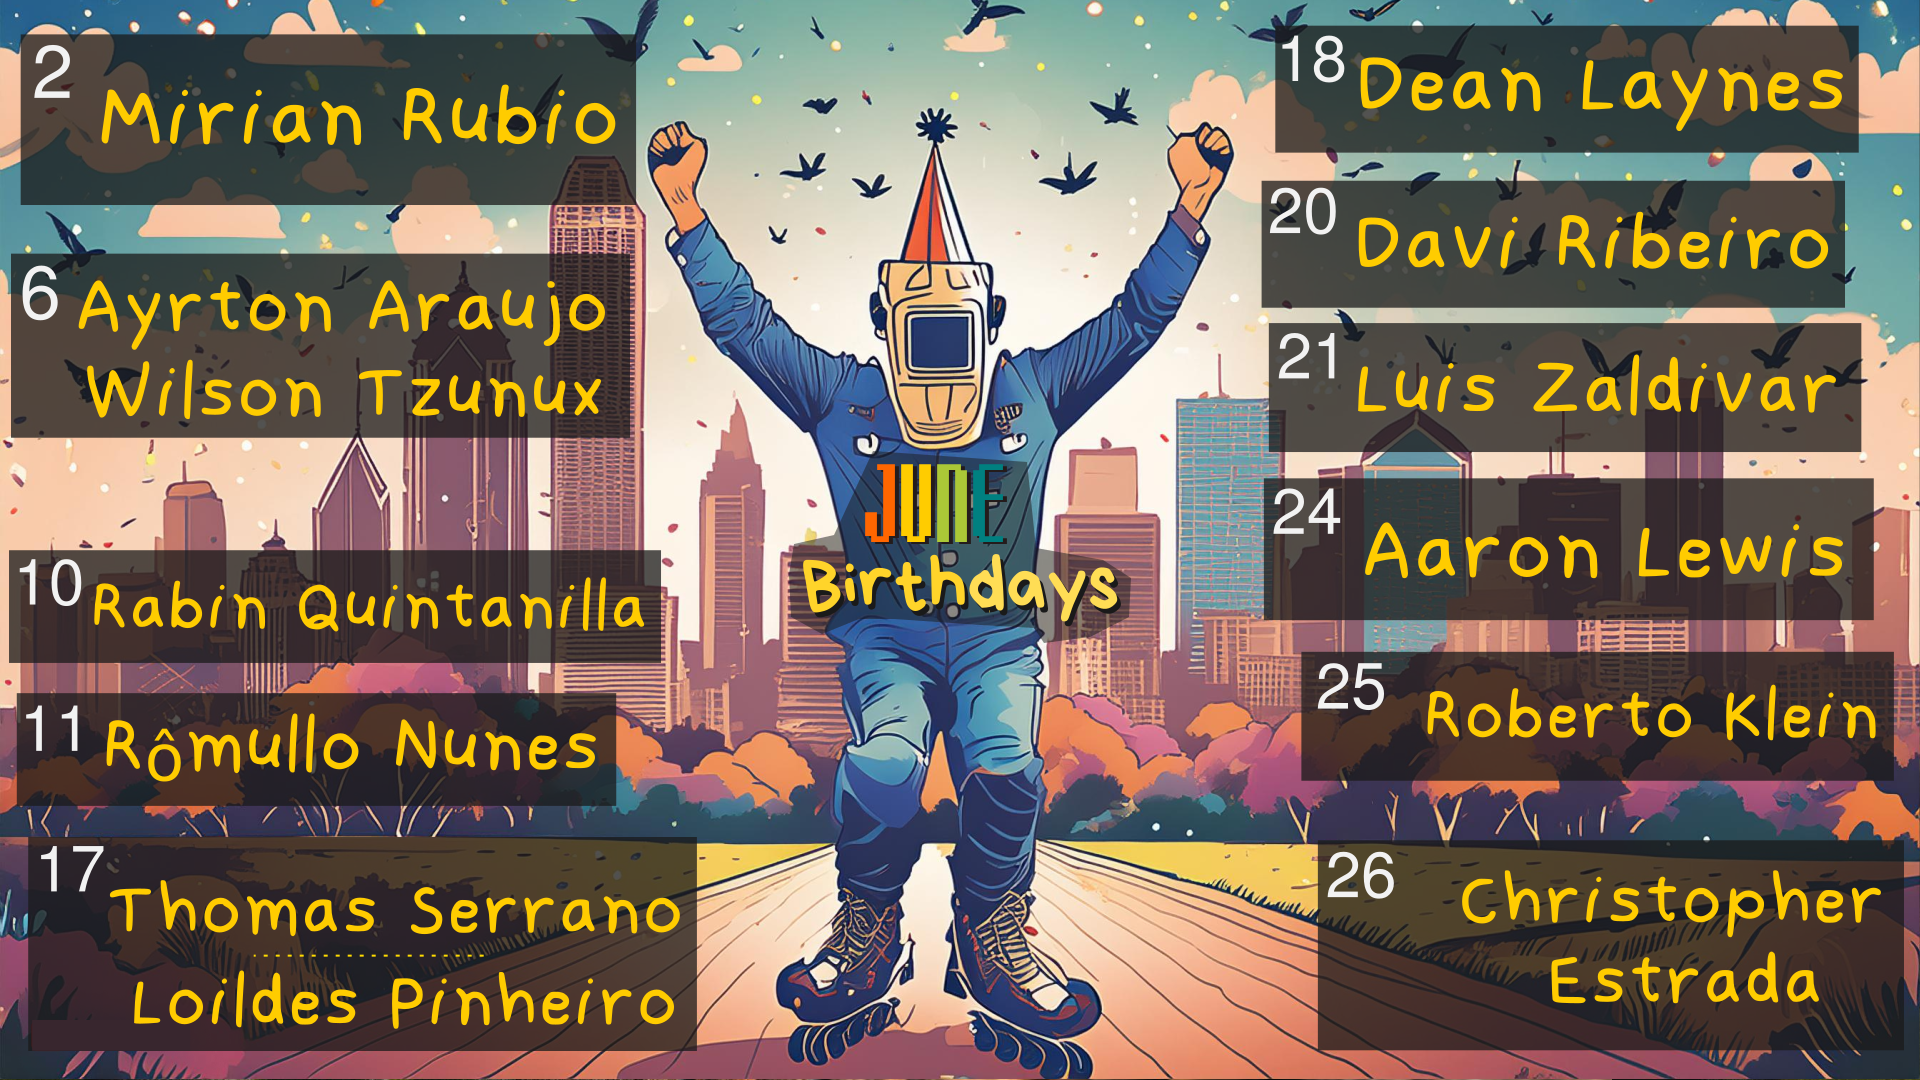 2
Mirian Rubio
6
Ayrton Araujo
Wilson Tzunux
10
Rabin Quintanilla
11
Rômullo Nunes
17
Thomas Serrano
Loildes Pinheiro
JUNE
Birthdays
18
Dean Laynes
20
Davi Ribeiro
21
Luis Zaldivar
24
Aaron Lewis
25
Roberto Klein
26
Christopher
Estrada